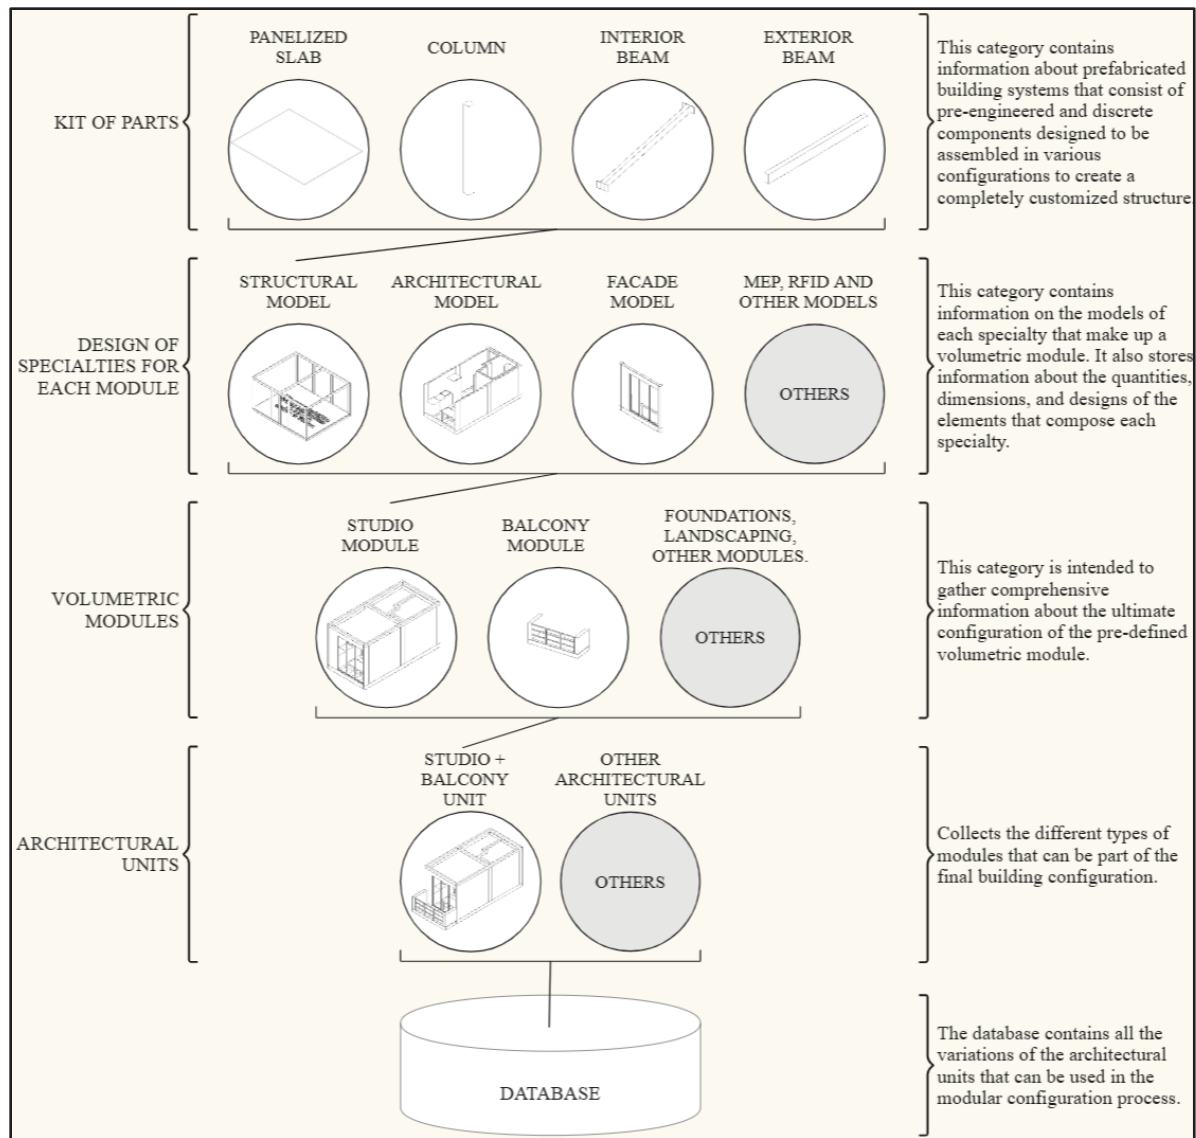 PANELIZED
SLAB
COLUMN
INTERIOR
BEAM
EXTERIOR
BEAM
KIT OF PARTS
This category contains
information about prefabricated
building systems that consist of
pre-engineered and discrete
components designed to be
assembled in various
configurations to create a
completely customized structure.
STRUCTURAL
MODEL
ARCHITECTURAL
MODEL
FACADE
MODEL
MEP, RFID AND
OTHER MODELS
DESIGN OF
SPECIALTIES FOR
EACH MODULE
OTHERS
This category contains
information on the models of
each specialty that make up a
volumetric module. It also stores
information about the quantities,
dimensions, and designs of the
elements that compose each
specialty.
STUDIO
MODULE
BALCONY
MODULE
FOUNDATIONS,
LANDSCAPING,
OTHER MODULES.
VOLUMETRIC
MODULES
OTHERS
This category is intended to
gather comprehensive
information about the ultimate
configuration of the pre-defined
volumetric module.
STUDIO +
BALCONY
UNIT
OTHER
ARCHITECTURAL
UNITS
ARCHITECTURAL
UNITS
OTHERS
Collects the different types of
modules that can be part of the
final building configuration.
DATABASE
The database contains all the
variations of the architectural
units that can be used in the
modular configuration process.